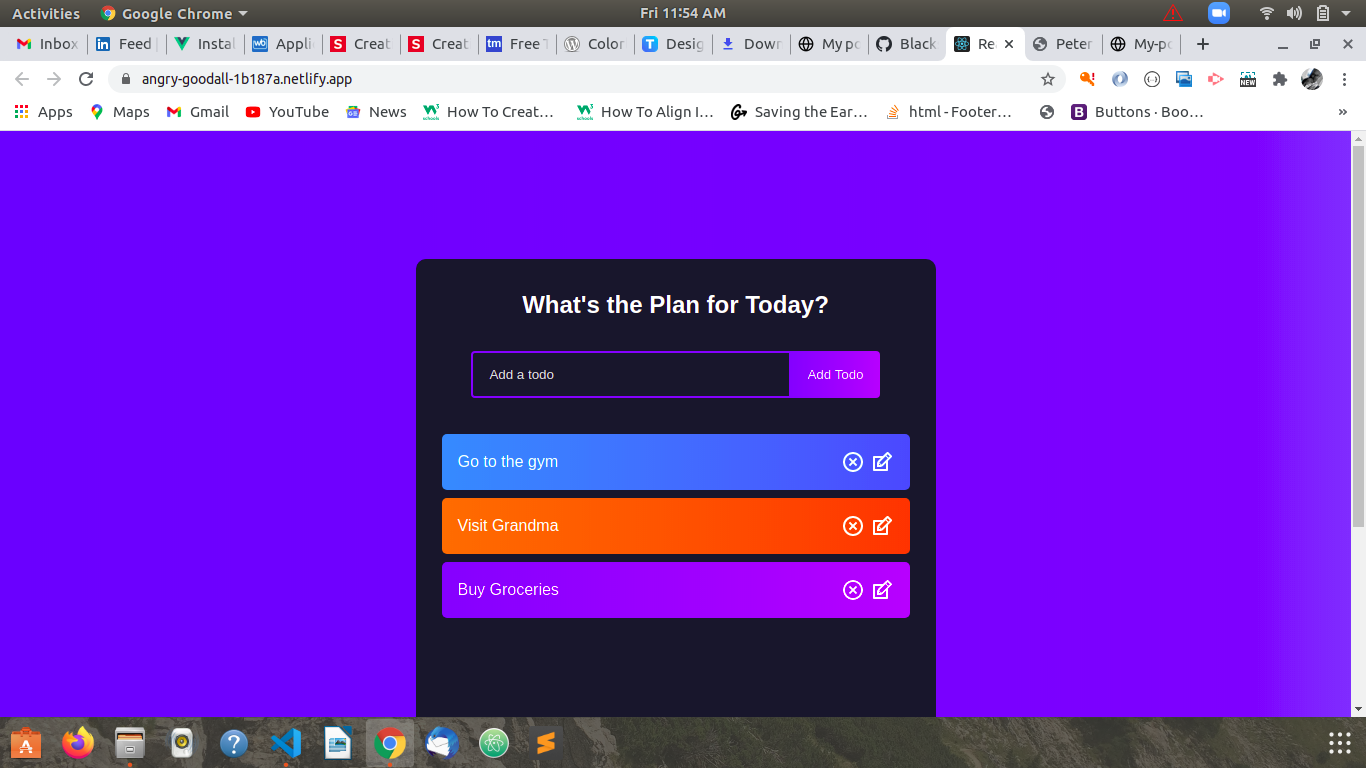 Activities Google Chrome Fri 11:54 AM
Inbox Feed Instal Appli Creat Creat Free T Color Desig Down My po Black Re Peter My-po
angry-goodall-1b187a.netlify.app NEW
Apps Maps Gmail YouTube News How To Creat… How To Align I… Saving the Ear… html - Footer… Buttons · Boo… »
What's the Plan for Today?
Add a todo Add Todo
Go to the gym
Visit Grandma
Buy Groceries